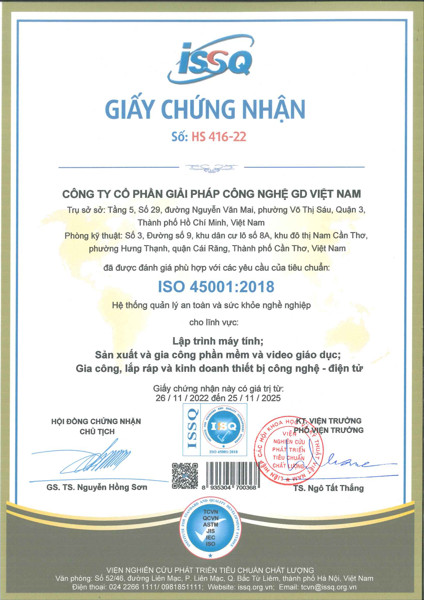 ISSQ
GIẤY CHỨNG NHẬN
Số: HS 416-22
CÔNG TY CỔ PHẦN GIẢI PHÁP CÔNG NGHỆ GD VIỆT NAM
Trụ sở sở: Tầng 5, Số 29, đường Nguyễn Văn Mai, phường Võ Thị Sáu, Quận 3,
Thành phố Hồ Chí Minh, Việt Nam
Phòng kỹ thuật: Số 3, Đường số 9, khu dân cư lô số 8A, khu đô thị Nam Cần Thơ,
phường Hưng Thạnh, quận Cái Răng, Thành phố Cần Thơ, Việt Nam
đã được đánh giá phù hợp với các yêu cầu của tiêu chuẩn:
ISO 45001:2018
Hệ thống quản lý an toàn và sức khỏe nghề nghiệp
cho lĩnh vực:
Lập trình máy tính;
Sản xuất và gia công phần mềm và video giáo dục;
Gia công, lắp ráp và kinh doanh thiết bị công nghệ - điện tử
Giấy chứng nhận này có giá trị từ:
26 / 11 / 2022 đến 25 / 11 / 2025
HỘI ĐỒNG CHỨNG NHẬN
CHỦ TỊCH
GS. TS. Nguyễn Hồng Sơn
ISSQ
ISQ
ISO 45001:2018
8 935304 700368
KT. VIỆN TRƯỞNG
PHÓ VIỆN TRƯỞNG
VIỆN
NGHIÊN CỨU
PHÁT TRIỂN
TIÊU CHUẨN
CHẤT LƯỢNG
TS. Ngô Tất Thắng
TCVN
QCVN
ASTM
JIS
IEC
ISO
VIỆN NGHIÊN CỨU PHÁT TRIỂN TIÊU CHUẨN CHẤT LƯỢNG
Văn phòng: Số 52/46, đường Liên Mạc, P. Liên Mạc, Q. Bắc Từ Liêm, thành phố Hà Nội, Việt Nam
Điện thoại: 024 2266 1111/ 0981851111; Website: issq.org.vn; Email: tcvn@issq.org.vn